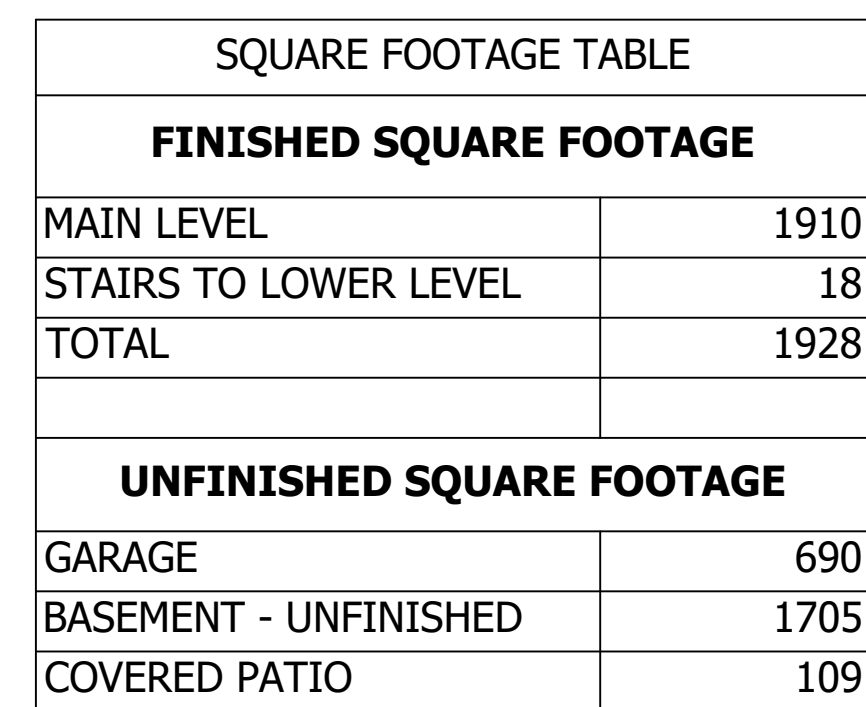 SQUARE FOOTAGE TABLE
FINISHED SQUARE FOOTAGE
MAIN LEVEL 1910
STAIRS TO LOWER LEVEL 18
TOTAL 1928
UNFINISHED SQUARE FOOTAGE
GARAGE 690
BASEMENT - UNFINISHED 1705
COVERED PATIO 109